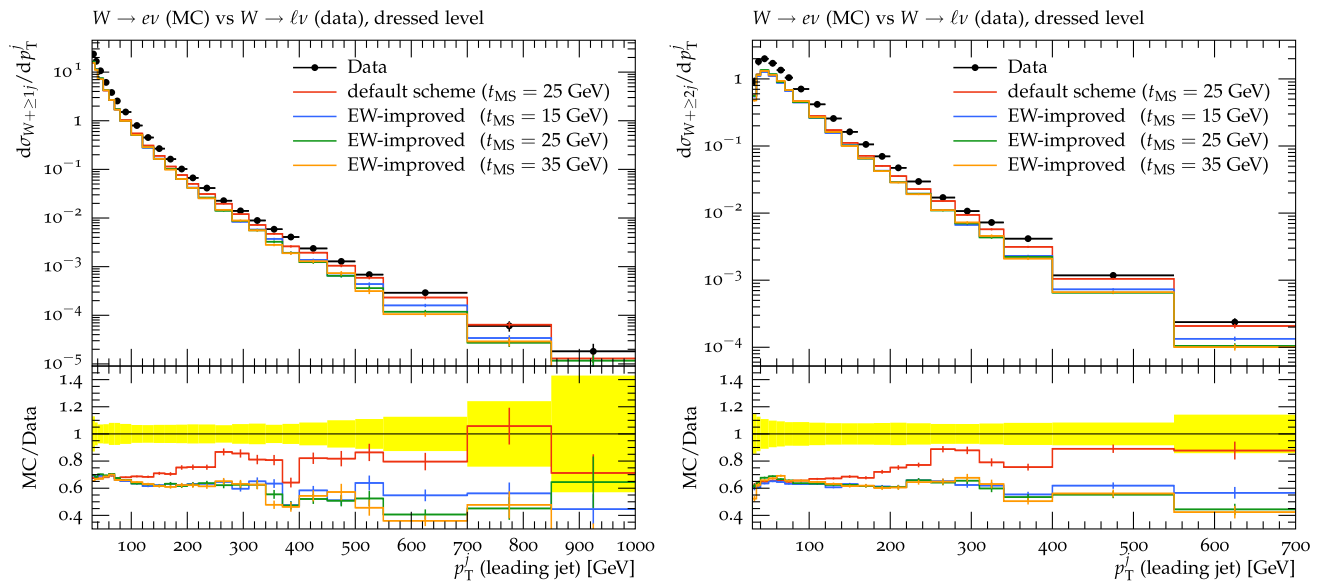 W → eν (MC) vs W → ℓν (data), dressed level
dσ_{W+≥1j}/dp_T^j
Data
default scheme (t_MS = 25 GeV)
EW-improved (t_MS = 15 GeV)
EW-improved (t_MS = 25 GeV)
EW-improved (t_MS = 35 GeV)
10^1
1
10^−1
10^−2
10^−3
10^−4
10^−5
MC/Data
1.4
1.2
1
0.8
0.6
0.4
100 200 300 400 500 600 700 800 900 1000
p_T^j (leading jet) [GeV]
W → eν (MC) vs W → ℓν (data), dressed level
dσ_{W+≥2j}/dp_T^j
Data
default scheme (t_MS = 25 GeV)
EW-improved (t_MS = 15 GeV)
EW-improved (t_MS = 25 GeV)
EW-improved (t_MS = 35 GeV)
1
10^−1
10^−2
10^−3
10^−4
MC/Data
1.4
1.2
1
0.8
0.6
0.4
100 200 300 400 500 600 700
p_T^j (leading jet) [GeV]